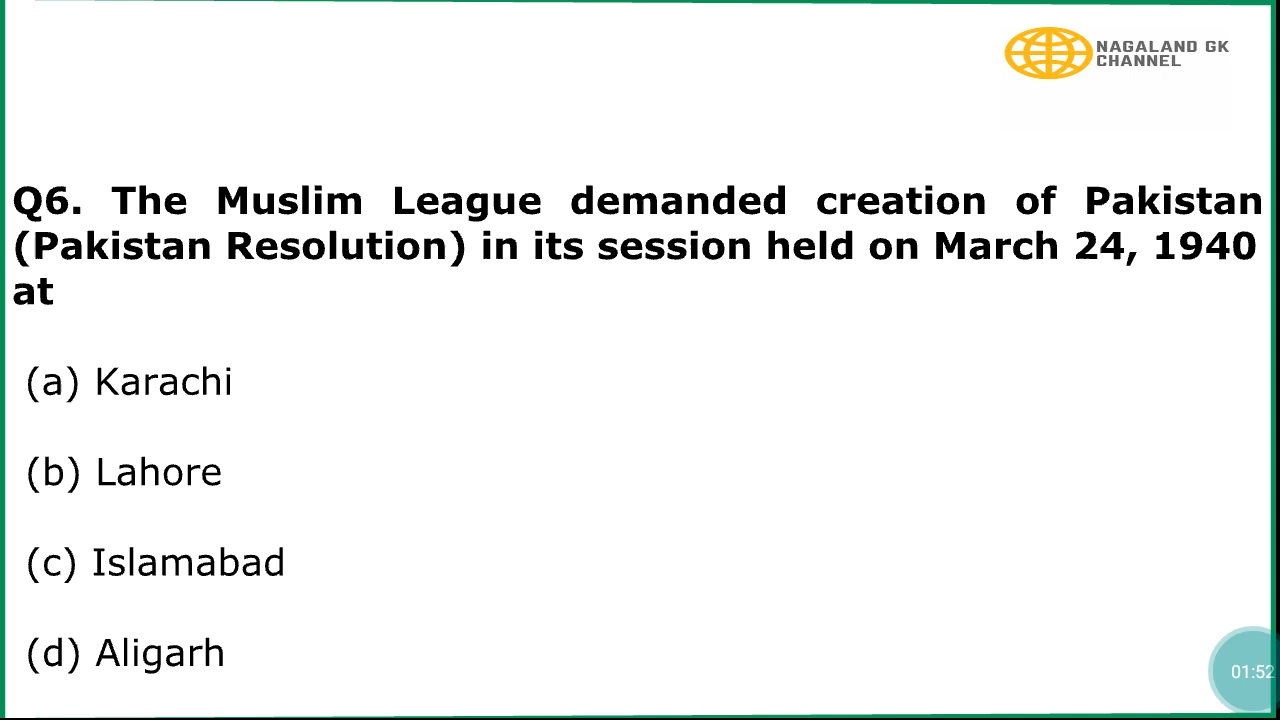 NAGALAND GK
CHANNEL
Q6. The Muslim League demanded creation of Pakistan
(Pakistan Resolution) in its session held on March 24, 1940
at
(a) Karachi
(b) Lahore
(c) Islamabad
(d) Aligarh
01:52